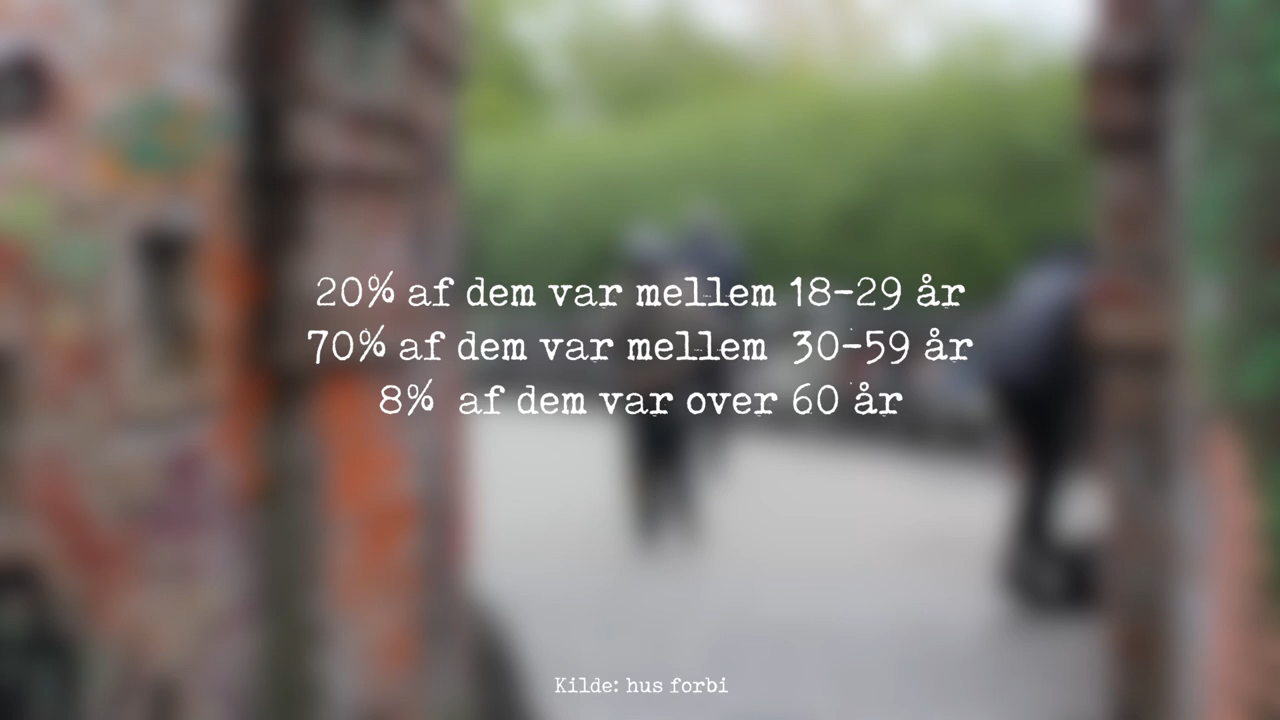 20% af dem var mellem 18-29 år
70% af dem var mellem 30-59 år
8% af dem var over 60 år
Kilde: hus forbi